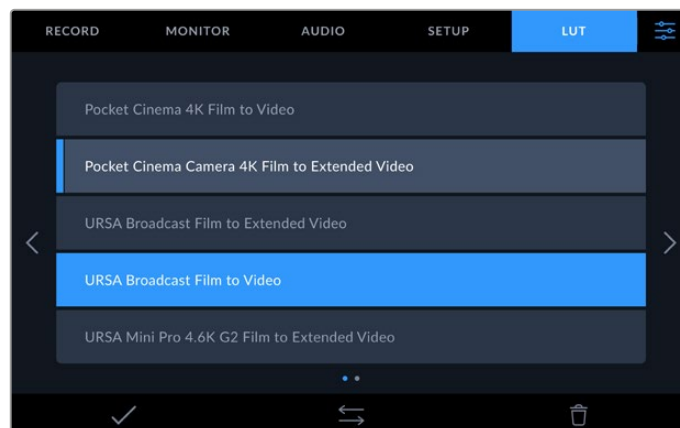 RECORD MONITOR AUDIO SETUP LUT
Pocket Cinema 4K Film to Video
Pocket Cinema Camera 4K Film to Extended Video
URSA Broadcast Film to Extended Video
URSA Broadcast Film to Video
URSA Mini Pro 4.6K G2 Film to Extended Video